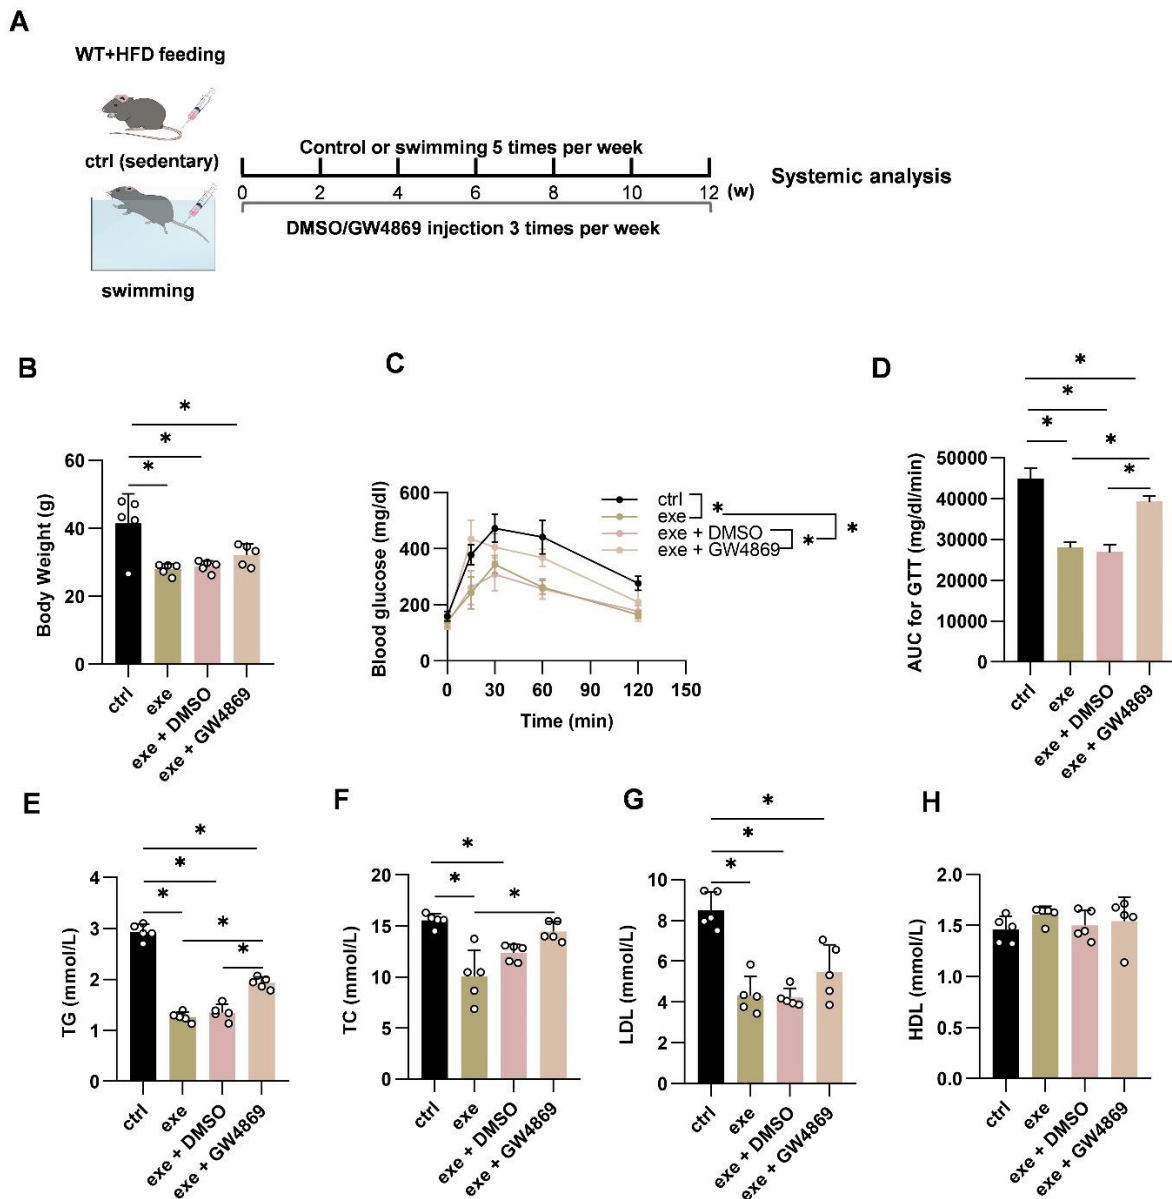 A
WT+HFD feeding
ctrl (sedentary)
swimming
Control or swimming 5 times per week
0 2 4 6 8 10 12 (w)
DMSO/GW4869 injection 3 times per week
Systemic analysis
B
Body Weight (g)
60
40
20
0
* * *
ctrl
exe
exe + DMSO
exe + GW4869
C
Blood glucose (mg/dl)
600
400
200
0
0 30 60 90 120 150
Time (min)
ctrl
exe
exe + DMSO
exe + GW4869
* * *
D
AUC for GTT (mg/dl/min)
50000
40000
30000
20000
10000
0
* * * * *
ctrl
exe
exe + DMSO
exe + GW4869
E
TG (mmol/L)
4
3
2
1
0
* * * * *
ctrl
exe
exe + DMSO
exe + GW4869
F
TC (mmol/L)
20
15
10
5
0
* * *
ctrl
exe
exe + DMSO
exe + GW4869
G
LDL (mmol/L)
10
8
6
4
2
0
* * *
ctrl
exe
exe + DMSO
exe + GW4869
H
HDL (mmol/L)
2.0
1.5
1.0
0.5
0.0
ctrl
exe
exe + DMSO
exe + GW4869